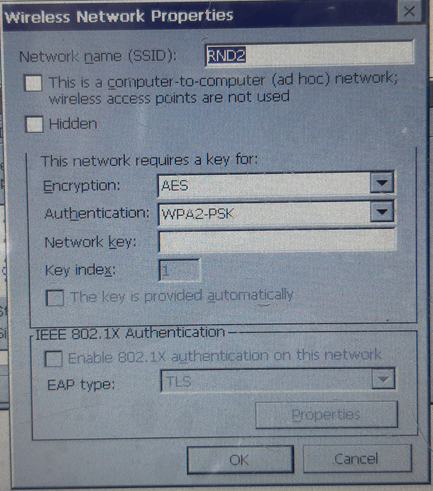 Wireless Network Properties
Network name (SSID): RND2
This is a computer-to-computer (ad hoc) network;
wireless access points are not used
Hidden
This network requires a key for:
Encryption: AES
Authentication: WPA2-PSK
Network key:
Key index: 1
The key is provided automatically
IEEE 802.1X Authentication
Enable 802.1X authentication on this network
EAP type: TLS
Properties
OK Cancel